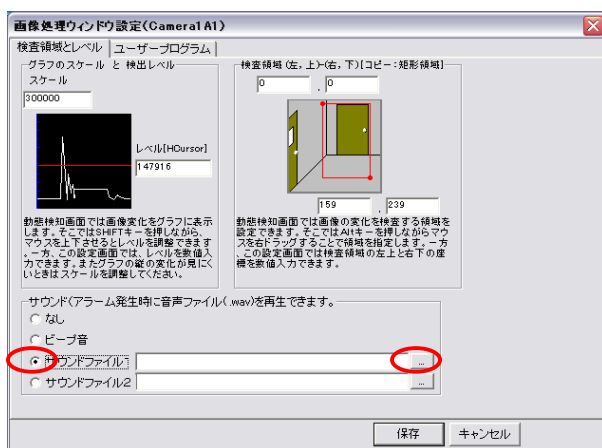 画像処理ウィンドウ設定(Camera1A1)
検査領域とレベル
ユーザープログラム
グラフのスケール と 検出レベル
スケール
300000
レベル[HCursor]
147916
動態検知画面では画像変化をグラフに表示
します。そこではSHIFTキーを押しながら、
マウスを上下させるとレベルを調整できます
。一方、この設定画面では、レベルを数値入
力できます。またグラフの縦の変化が見にく
いときはスケールを調整してください。
検査領域 (左, 上)-(右, 下)[コピー:矩形領域]
0 , 0
159 , 239
動態検知画面では画像の変化を検査する領域を
設定できます。そこではAltキーを押しながらマウ
スを右ドラッグすることで領域を指定します。一方
、この設定画面では検査領域の左上と右下の座
標を数値入力できます。
サウンド(アラーム発生時に音声ファイル(.wav)を再生できます。
なし
ビープ音
サウンドファイル1
...
サウンドファイル2
...
保存
キャンセル